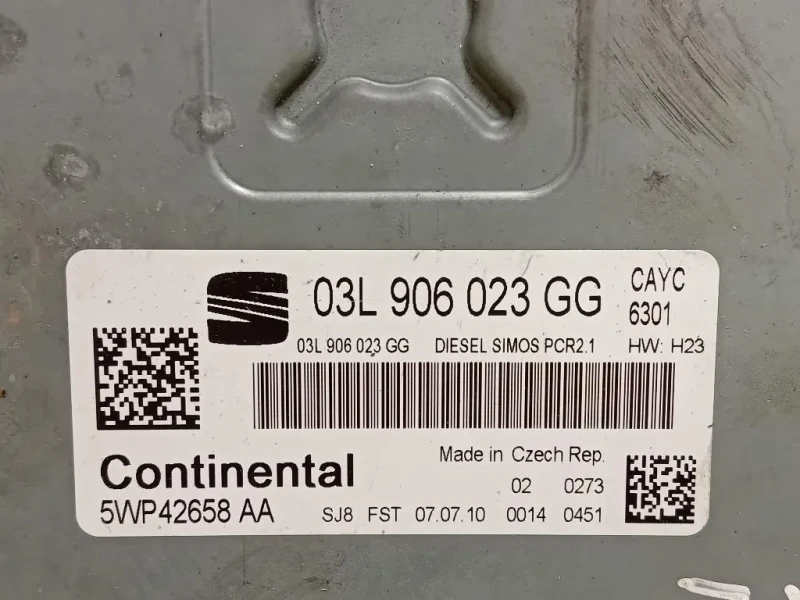 03L 906 023 GG CAYC
6301
03L 906 023 GG DIESEL SIMOS PCR2.1 HW: H23
Continental Made in Czech Rep.
02 0273
5WP42658 AA SJ8 FST 07.07.10 0014 0451